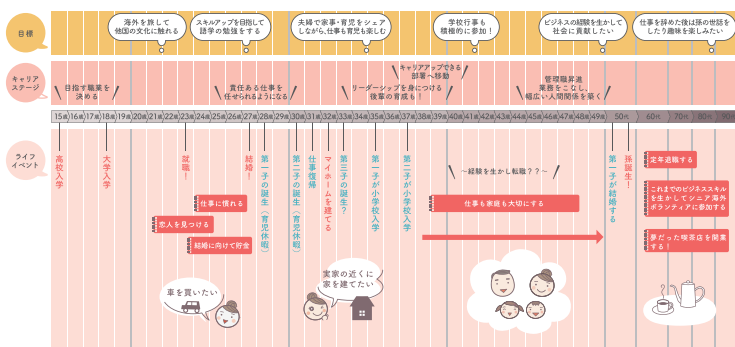 目標
海外を旅して
他国の文化に触れる
スキルアップを目指して
語学の勉強をする
夫婦で家事・育児をシェア
しながら、仕事も育児も楽しむ
学校行事も
積極的に参加！
ビジネスの経験を生かして
社会に貢献したい
仕事を辞めた後は孫の世話を
したり趣味を楽しみたい
キャリア
ステージ
目指す職業を
決める
責任ある仕事を
任せられるようになる
リーダーシップを身につける
後輩の育成も！
キャリアアップできる
部署へ移動
管理職昇進
業務をこなし、
幅広い人間関係を築く
15歳 16歳 17歳 18歳 19歳 20歳 21歳 22歳 23歳 24歳 25歳 26歳 27歳 28歳 29歳 30歳 31歳 32歳 33歳 34歳 35歳 36歳 37歳 38歳 39歳 40歳 41歳 42歳 43歳 44歳 45歳 46歳 47歳 48歳 49歳 50代 60代 70代 80代 90代
ライフ
イベント
高校入学
大学入学
就職！
結婚！
第一子の誕生（育児休暇）
第二子の誕生（育児休暇）
仕事復帰
マイホームを建てる
第三子の誕生？
第一子が小学校入学
第二子が小学校入学
～経験を生かし転職？？～
第一子が結婚する
孫誕生！
仕事に慣れる
恋人を見つける
結婚に向けて貯金
仕事も家庭も大切にする
定年退職する
これまでのビジネススキル
を生かしてシニア海外
ボランティアに参加する
夢だった喫茶店を開業
する！
車を買いたい
実家の近くに
家を建てたい